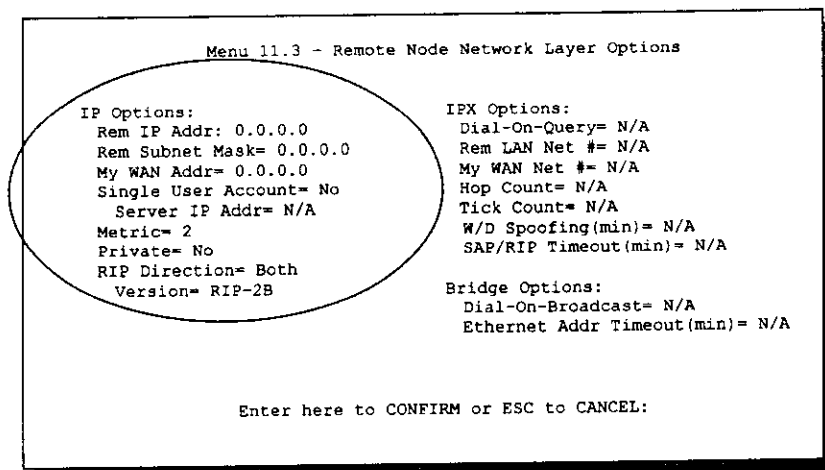 Menu 11.3 - Remote Node Network Layer Options
IP Options:
Rem IP Addr: 0.0.0.0
Rem Subnet Mask= 0.0.0.0
My WAN Addr= 0.0.0.0
Single User Account= No
Server IP Addr= N/A
Metric= 2
Private= No
RIP Direction= Both
Version= RIP-2B
IPX Options:
Dial-On-Query= N/A
Rem LAN Net #= N/A
My WAN Net #= N/A
Hop Count= N/A
Tick Count= N/A
W/D Spoofing(min)= N/A
SAP/RIP Timeout(min)= N/A
Bridge Options:
Dial-On-Broadcast= N/A
Ethernet Addr Timeout(min)= N/A
Enter here to CONFIRM or ESC to CANCEL: